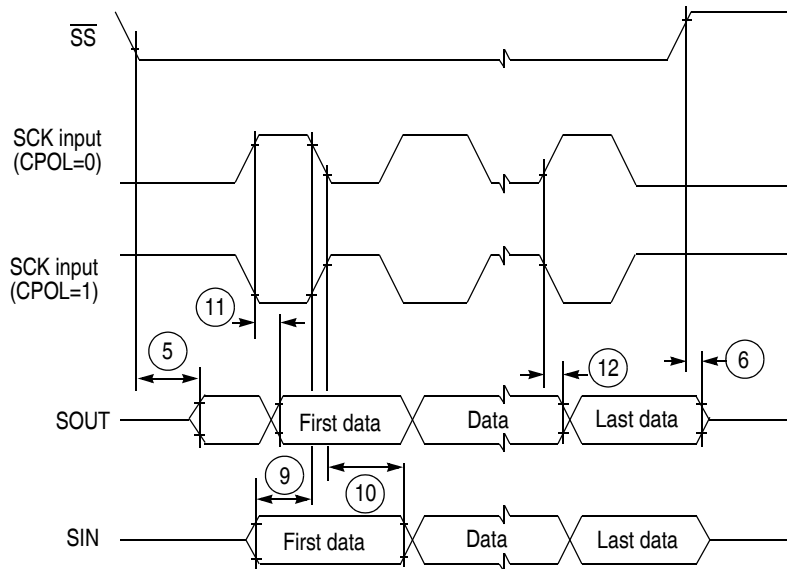 SS
SCK input
(CPOL=0)
SCK input
(CPOL=1)
11
5
12
6
SOUT
First data
Data
Last data
9
10
SIN
First data
Data
Last data